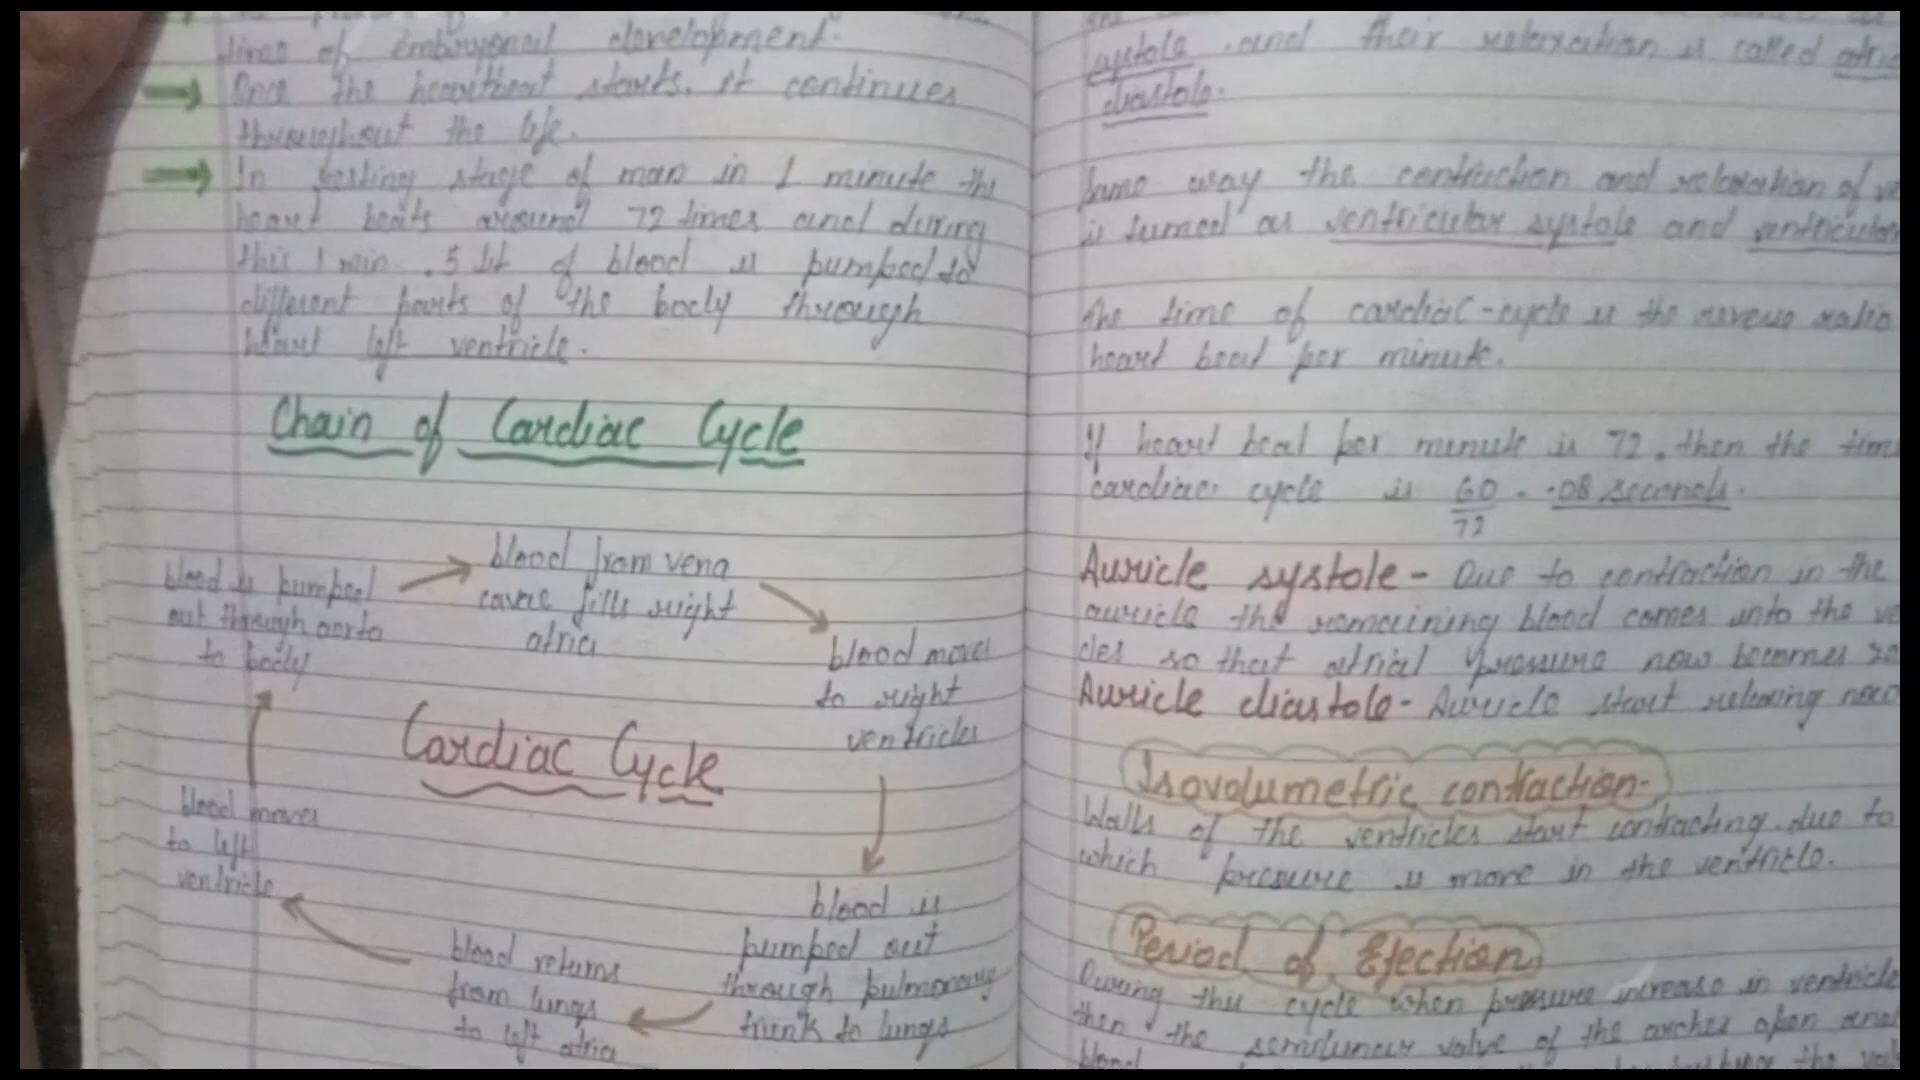 time of embryonal development.
Once the heartbeat starts, it continues
throughout the life.
In resting stage of man in 1 minute the
heart beats around 72 times and during
this 1 min. .5 lit of blood is pumped to
different parts of the body through
heart left ventricle.
Chain of Cardiac Cycle
blood from vena
cavae fills right
atria
blood moves
to right
ventricles
blood is
pumped out
through pulmonary
trunk to lungs
blood returns
from lungs
to left atria
blood moves
to left
ventricle
blood is pumped
out through aorta
to body
Cardiac Cycle
systole and their relaxation is called
diastole.
Same way the contraction and relaxation of
is tumed as ventricular systole and ventricular
The time of cardiac-cycle is the reverse ratio
heart beat per minute.
If heart beat per minute is 72, then the time
cardiac cycle is 60/72 = .08 seconds.
Auricle systole - Due to contraction in the
auricle the remaining blood comes into the ve
cles so that atrial pressure now becomes
Auricle diastole - Auricle start relaxing now
Isovolumetric contraction-
Walls of the ventricles start contracting due to
which pressure is more in the ventricle.
Period of Ejection
During this cycle when pressure increase in ventricle
then the semilunar valve of the arches open and
blood